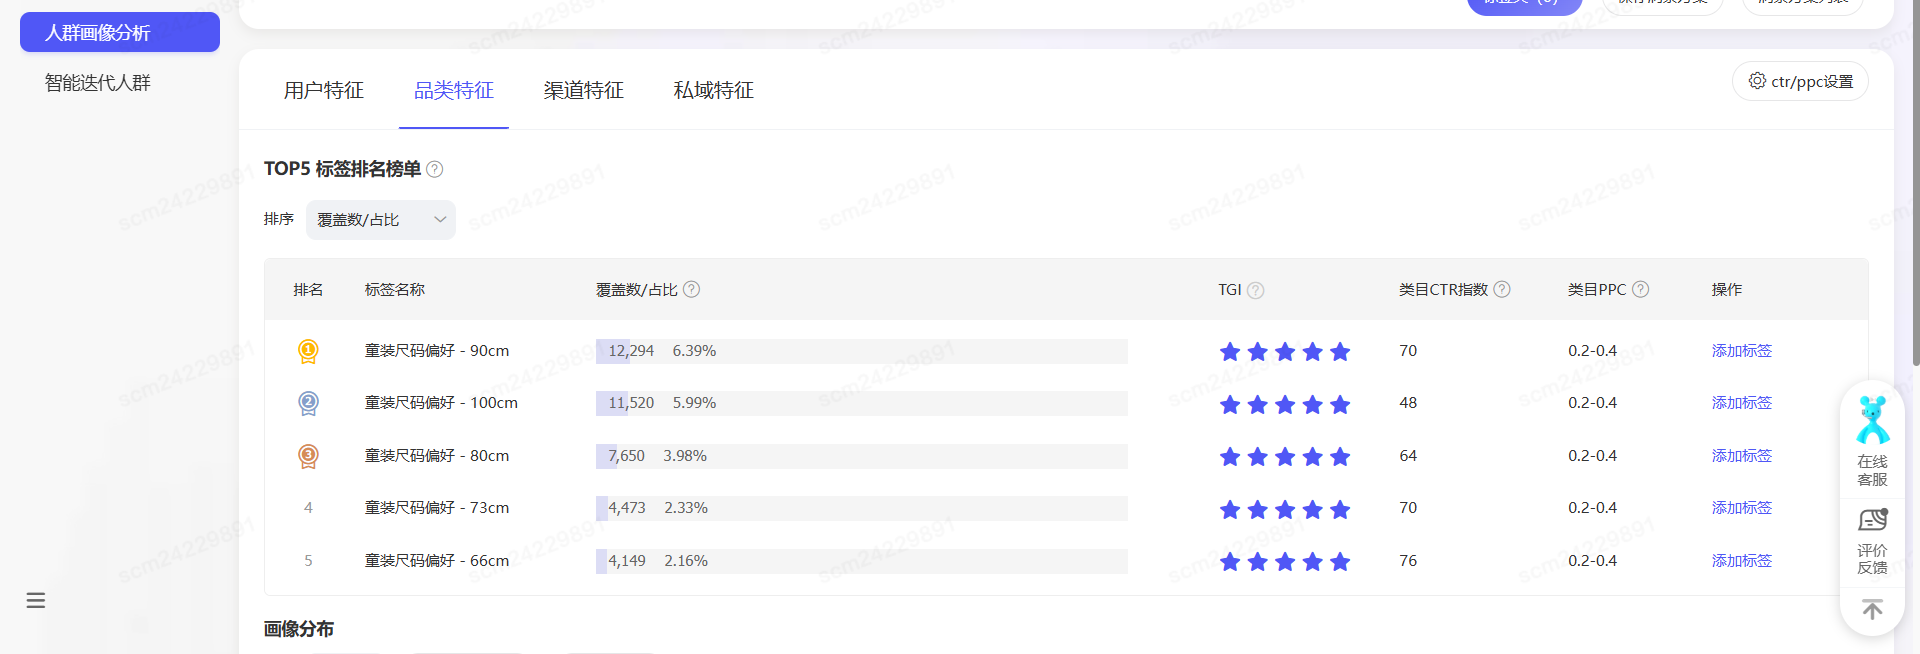 人群画像分析
智能迭代人群
用户特征 品类特征 渠道特征 私域特征
ctr/ppc设置
TOP5 标签排名榜单
排序 覆盖数/占比
排名 标签名称 覆盖数/占比 TGI 类目CTR指数 类目PPC 操作
1 童装尺码偏好 - 90cm 12,294 6.39% 70 0.2-0.4 添加标签
2 童装尺码偏好 - 100cm 11,520 5.99% 48 0.2-0.4 添加标签
3 童装尺码偏好 - 80cm 7,650 3.98% 64 0.2-0.4 添加标签
4 童装尺码偏好 - 73cm 4,473 2.33% 70 0.2-0.4 添加标签
5 童装尺码偏好 - 66cm 4,149 2.16% 76 0.2-0.4 添加标签
画像分布
在线
客服
评价
反馈
scm24229891